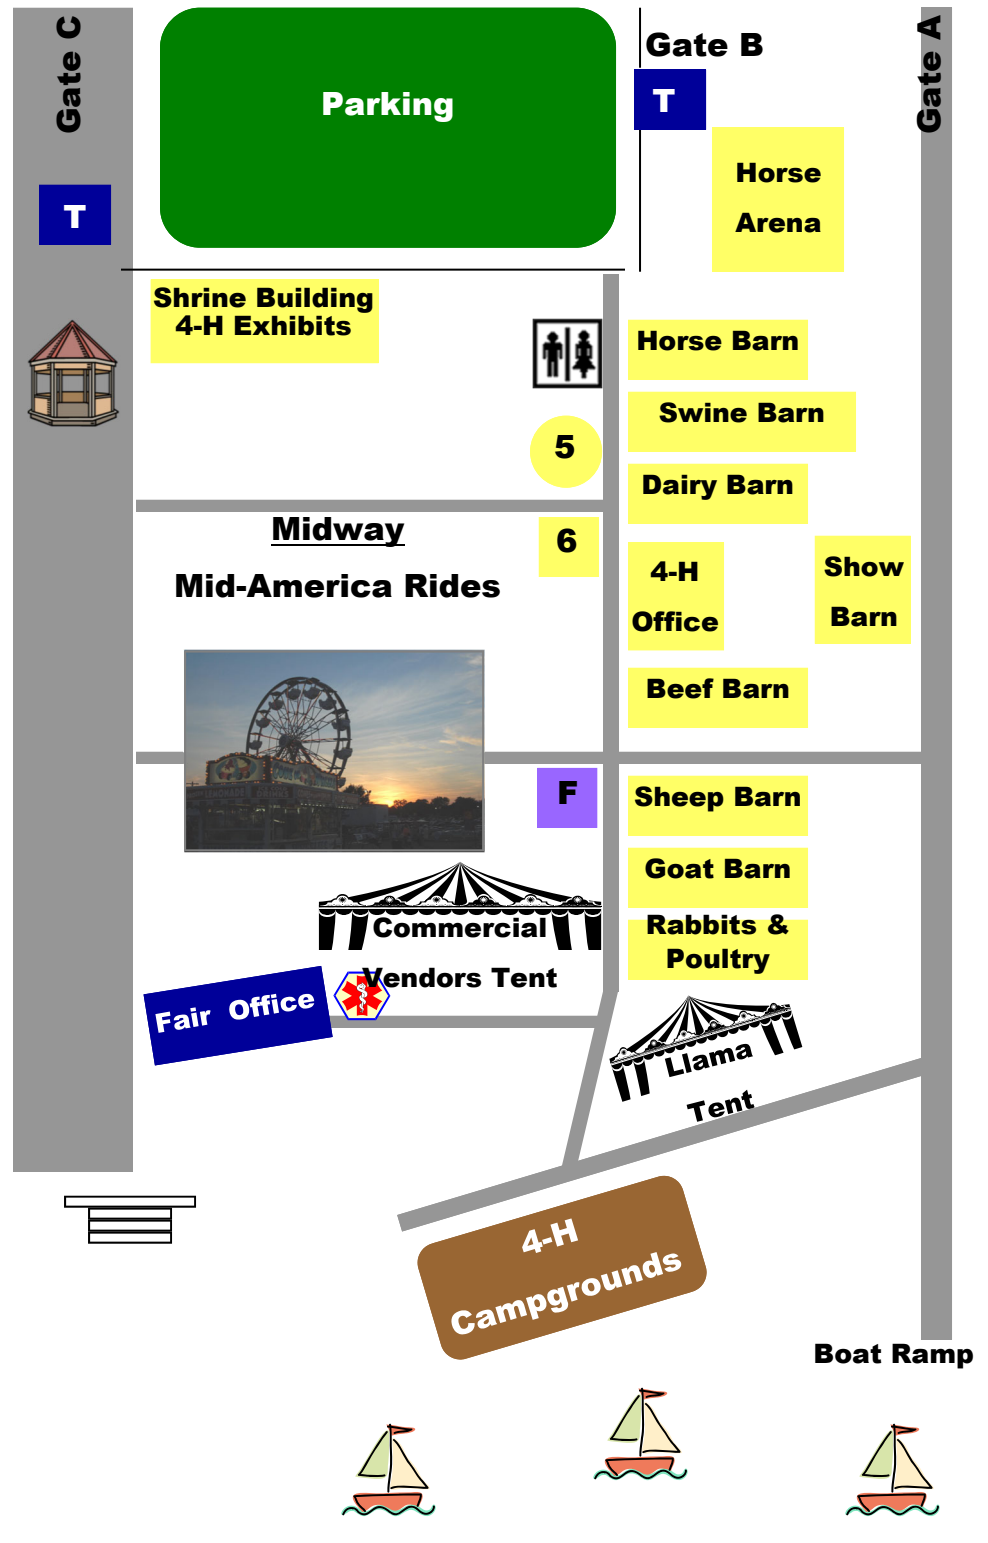 Gate C
Parking
Gate B
Gate A
T
Horse
Arena
T
Shrine Building
4-H Exhibits
Horse Barn
Swine Barn
5
Dairy Barn
Midway
6
Mid-America Rides
4-H
Office
Show
Barn
Beef Barn
F
Sheep Barn
Goat Barn
Commercial
Vendors Tent
Rabbits &
Poultry
Fair Office
Llama
Tent
4-H
Campgrounds
Boat Ramp